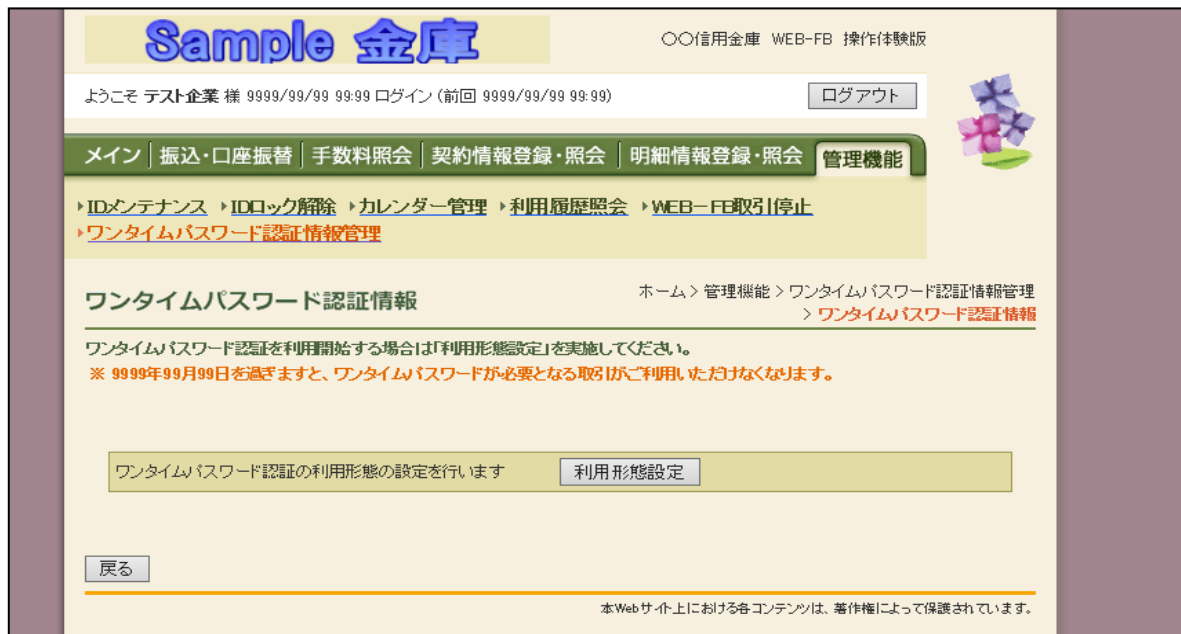 Sample 金庫
〇〇信用金庫 WEB-FB 操作体験版
ようこそ テスト企業 様 9999/99/99 99:99 ログイン (前回 9999/99/99 99:99)
ログアウト
メイン 振込・口座振替 手数料照会 契約情報登録・照会 明細情報登録・照会 管理機能
IDメンテナンス IDロック解除 カレンダー管理 利用履歴照会 WEB-FB取引停止
ワンタイムパスワード認証情報管理
ワンタイムパスワード認証情報
ホーム > 管理機能 > ワンタイムパスワード認証情報管理
> ワンタイムパスワード認証情報
ワンタイムパスワード認証を利用開始する場合は「利用形態設定」を実施してください。
※ 9999年99月99日を過ぎますと、ワンタイムパスワードが必要となる取引がご利用いただけなくなります。
ワンタイムパスワード認証の利用形態の設定を行います
利用形態設定
戻る
本Webサイト上における各コンテンツは、著作権によって保護されています。